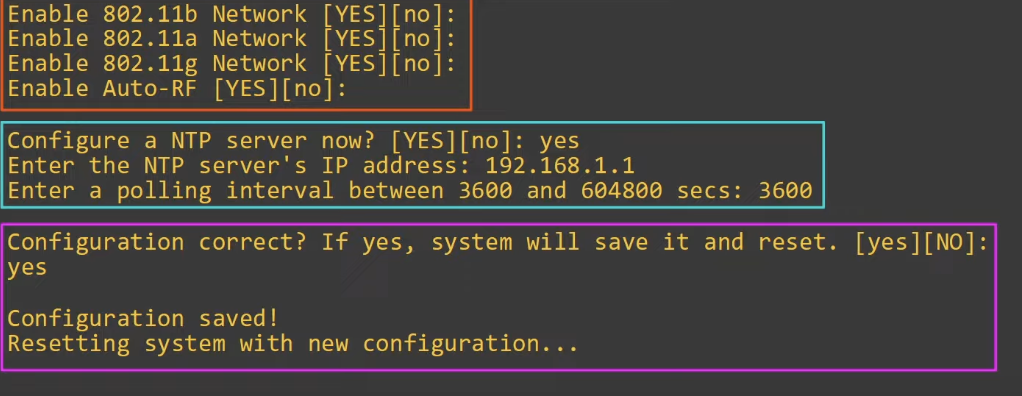 Enable 802.11b Network [YES][no]:
Enable 802.11a Network [YES][no]:
Enable 802.11g Network [YES][no]:
Enable Auto-RF [YES][no]:
Configure a NTP server now? [YES][no]: yes
Enter the NTP server's IP address: 192.168.1.1
Enter a polling interval between 3600 and 604800 secs: 3600
Configuration correct? If yes, system will save it and reset. [yes][NO]:
yes
Configuration saved!
Resetting system with new configuration...